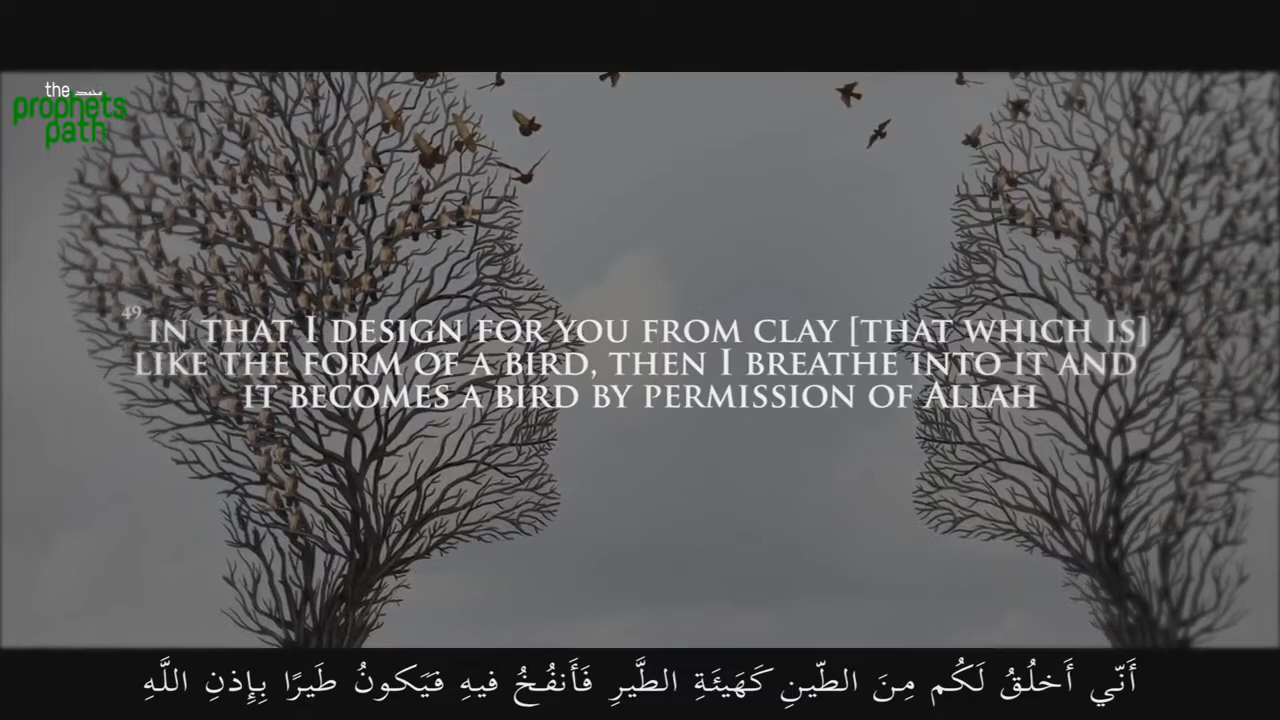 the محمد
prophets
path
49 IN THAT I DESIGN FOR YOU FROM CLAY [THAT WHICH IS]
LIKE THE FORM OF A BIRD, THEN I BREATHE INTO IT AND
IT BECOMES A BIRD BY PERMISSION OF ALLAH
أَنّي أَخلُقُ لَكُم مِنَ الطّينِ كَهَيئَةِ الطَّيرِ فَأَنفُخُ فيهِ فَيَكونُ طَيرًا بِإِذنِ اللَّهِ